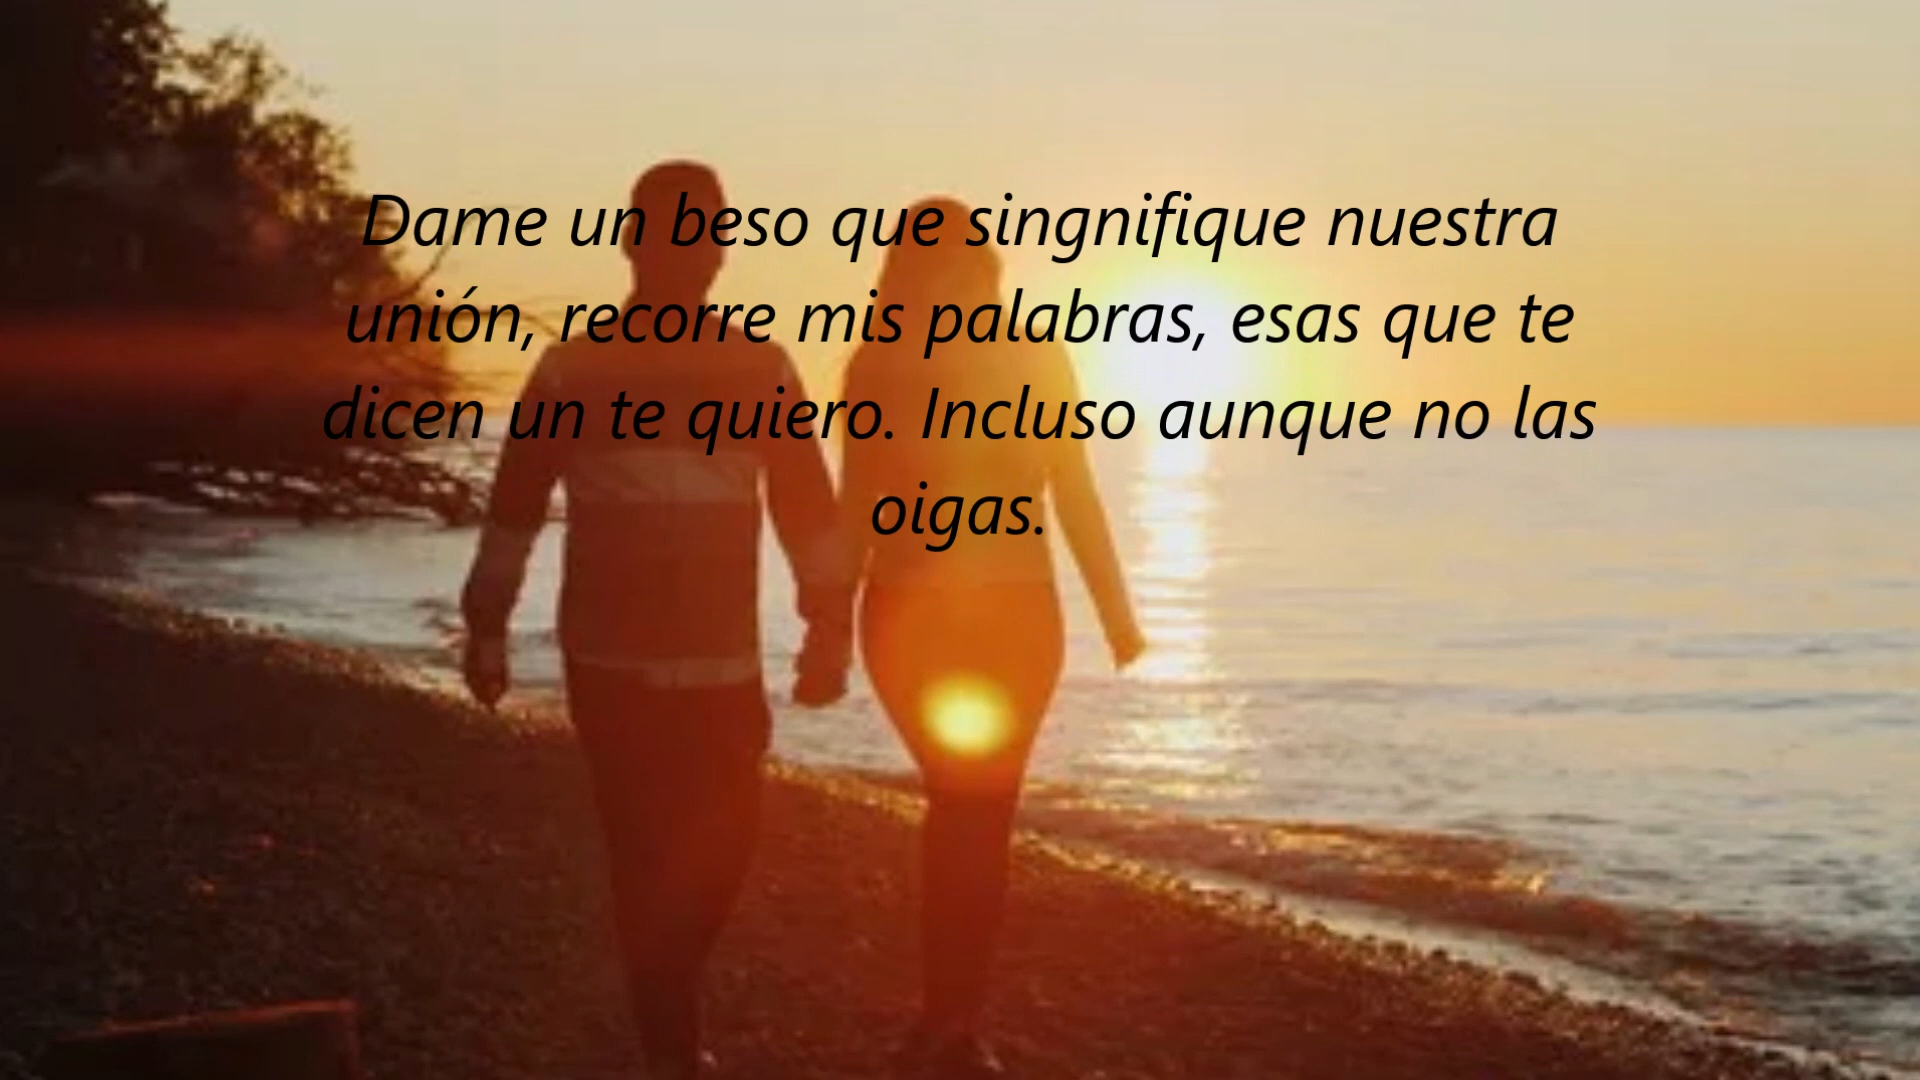 Dame un beso que singnifique nuestra
unión, recorre mis palabras, esas que te
dicen un te quiero. Incluso aunque no las
oigas.